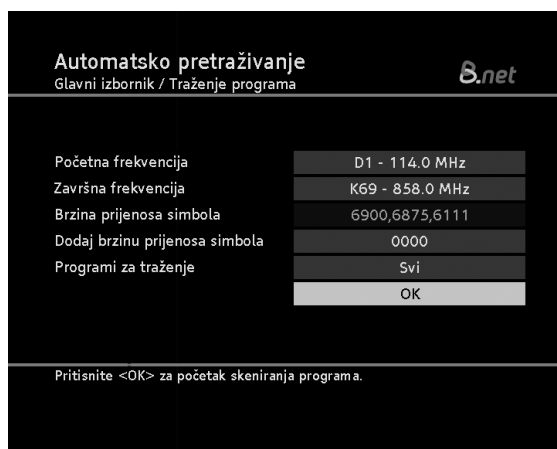 Automatsko pretraživanje
Glavni izbornik / Traženje programa
B.net
Početna frekvencija D1 - 114.0 MHz
Završna frekvencija K69 - 858.0 MHz
Brzina prijenosa simbola 6900,6875,6111
Dodaj brzinu prijenosa simbola 0000
Programi za traženje Svi
OK
Pritisnite <OK> za početak skeniranja programa.